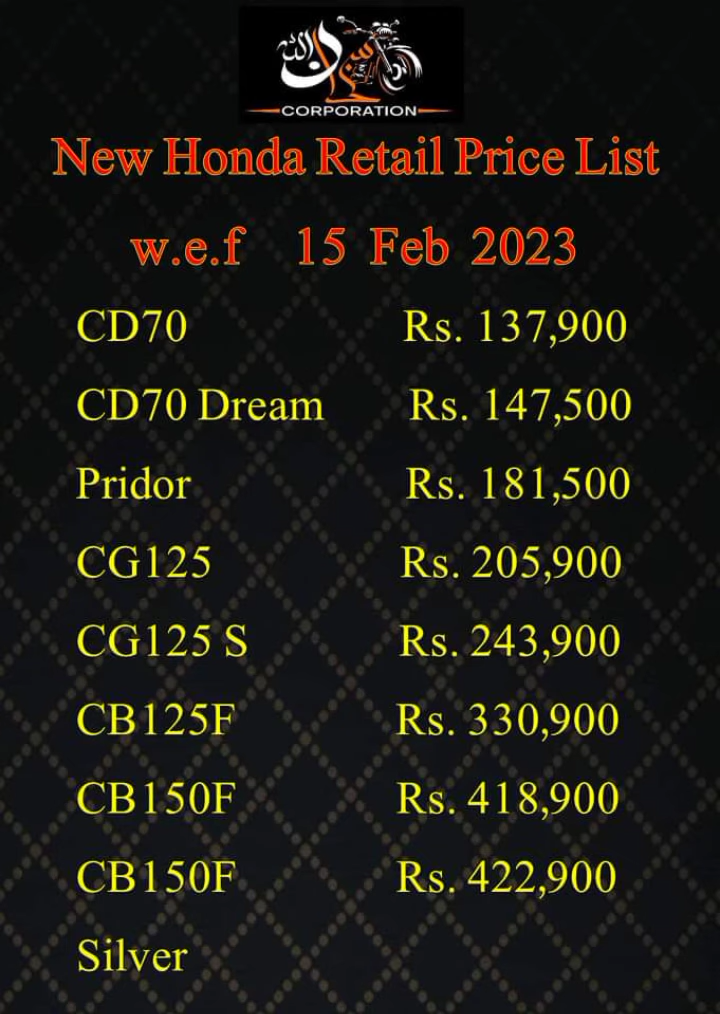 CORPORATION
New Honda Retail Price List
w.e.f 15 Feb 2023
CD70 Rs. 137,900
CD70 Dream Rs. 147,500
Pridor Rs. 181,500
CG125 Rs. 205,900
CG125 S Rs. 243,900
CB125F Rs. 330,900
CB150F Rs. 418,900
CB150F Rs. 422,900
Silver